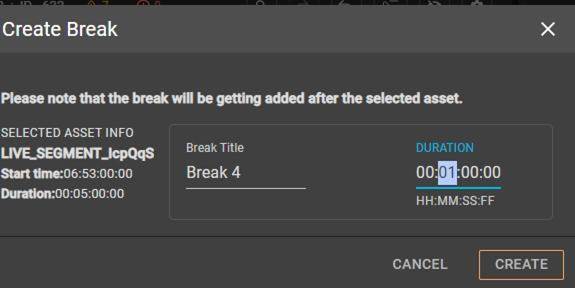 Create Break
Please note that the break will be getting added after the selected asset.
SELECTED ASSET INFO
LIVE_SEGMENT_IcpQqS
Start time:06:53:00:00
Duration:00:05:00:00
Break Title
Break 4
DURATION
00:01:00:00
HH:MM:SS:FF
CANCEL
CREATE